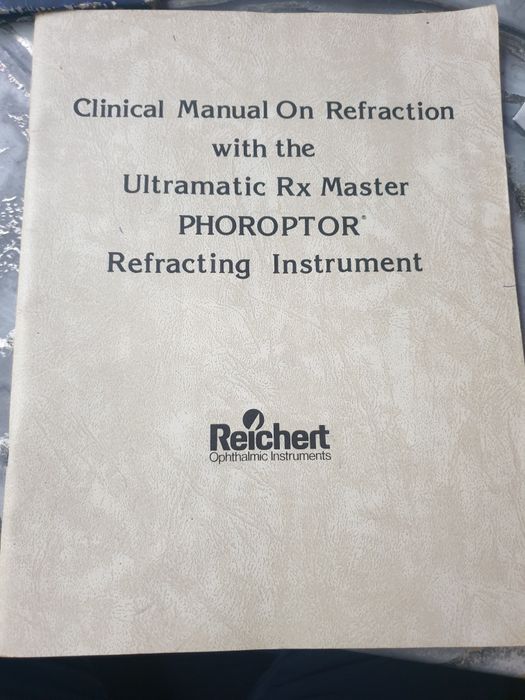 Clinical Manual On Refraction
with the
Ultramatic Rx Master
PHOROPTOR®
Refracting Instrument
Reichert
Ophthalmic Instruments